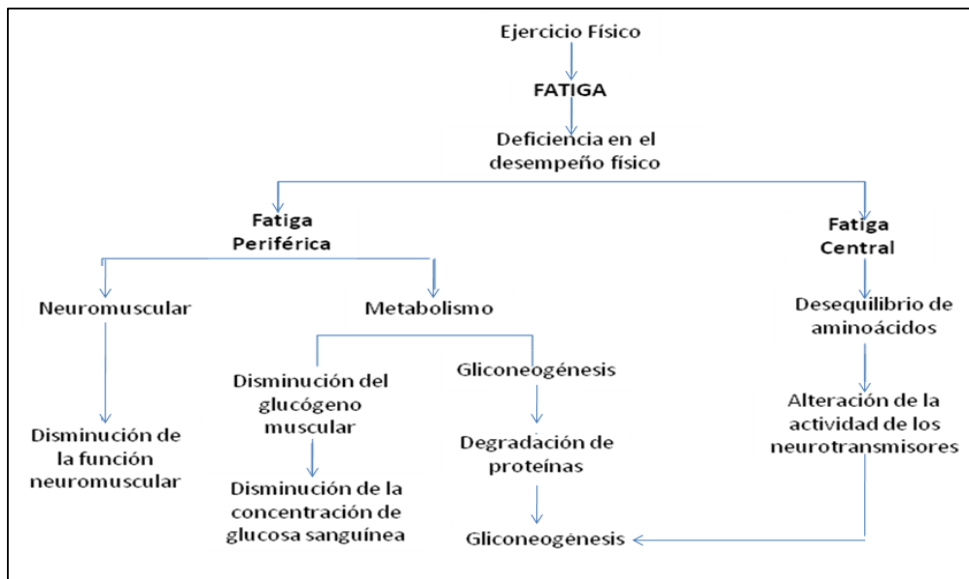 Ejercicio Físico
FATIGA
Deficiencia en el
desempeño físico
Fatiga
Periférica
Fatiga
Central
Neuromuscular
Metabolismo
Desequilibrio de
aminoácidos
Disminución del
glucógeno
muscular
Gliconeogénesis
Alteración de la
actividad de los
neurotransmisores
Disminución de
la función
neuromuscular
Degradación de
proteínas
Disminución de la
concentración de
glucosa sanguínea
Gliconeogénesis